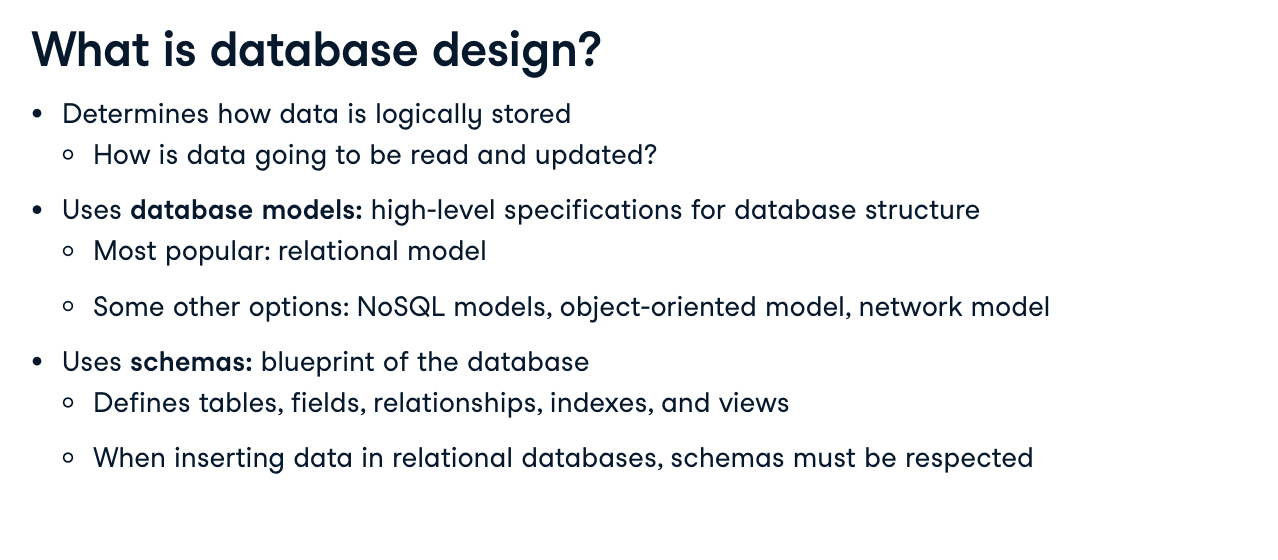 What is database design?
• Determines how data is logically stored
◦ How is data going to be read and updated?
• Uses database models: high-level specifications for database structure
◦ Most popular: relational model
◦ Some other options: NoSQL models, object-oriented model, network model
• Uses schemas: blueprint of the database
◦ Defines tables, fields, relationships, indexes, and views
◦ When inserting data in relational databases, schemas must be respected